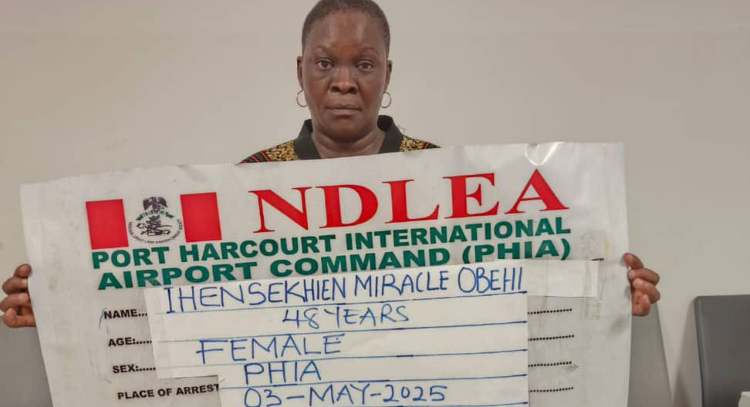 NDLEA
PORT HARCOURT INTERNATIONAL
AIRPORT COMMAND (PHIA)
NAME... IHENSEKHIEN MIRACLE OBEHI
AGE:... 48 YEARS
SEX:... FEMALE
PLACE OF ARREST PHIA
03-MAY-2025